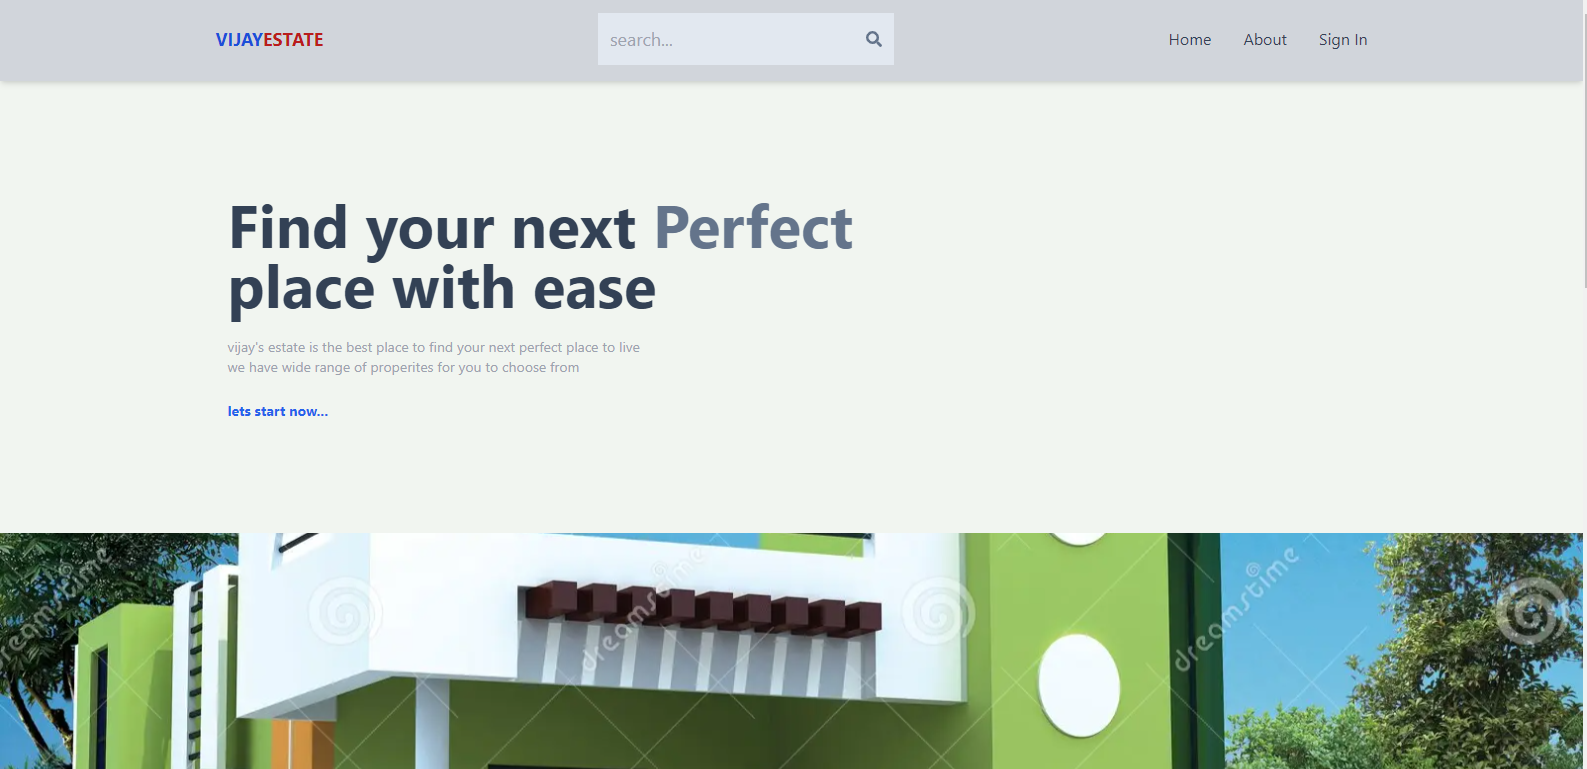 VIJAYESTATE
search...
Home
About
Sign In
Find your next Perfect
place with ease
vijay's estate is the best place to find your next perfect place to live
we have wide range of properites for you to choose from
lets start now...
dreamstime
dreamstime
dreamstime